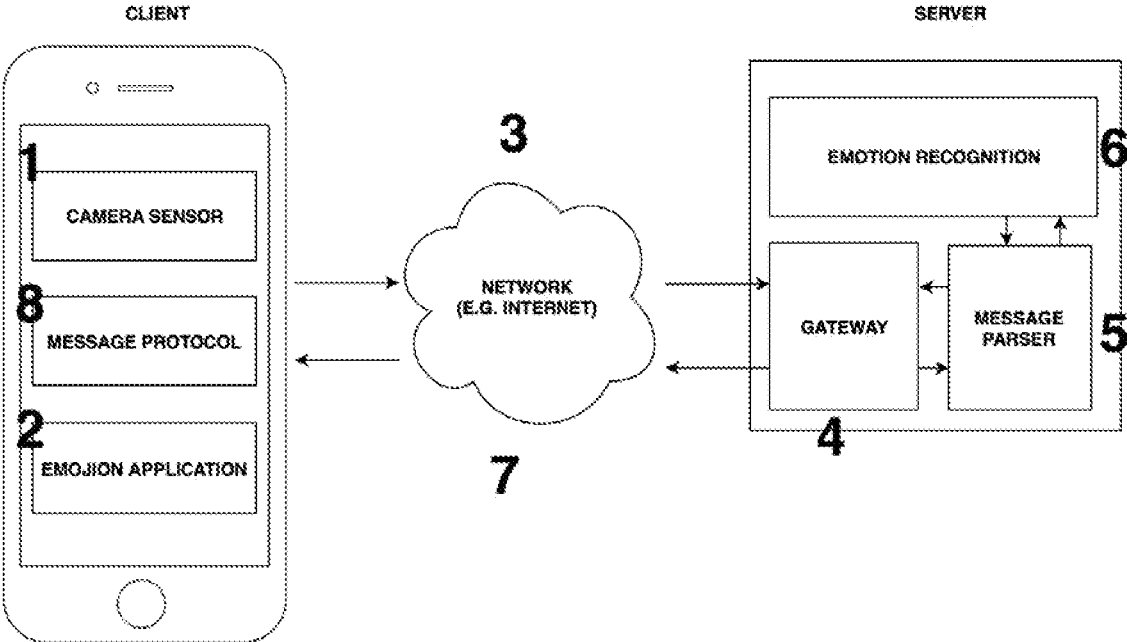 CLIENT
SERVER
1
CAMERA SENSOR
8
MESSAGE PROTOCOL
2
EMOJION APPLICATION
3
NETWORK
(E.G. INTERNET)
7
EMOTION RECOGNITION
6
GATEWAY
4
MESSAGE
PARSER
5